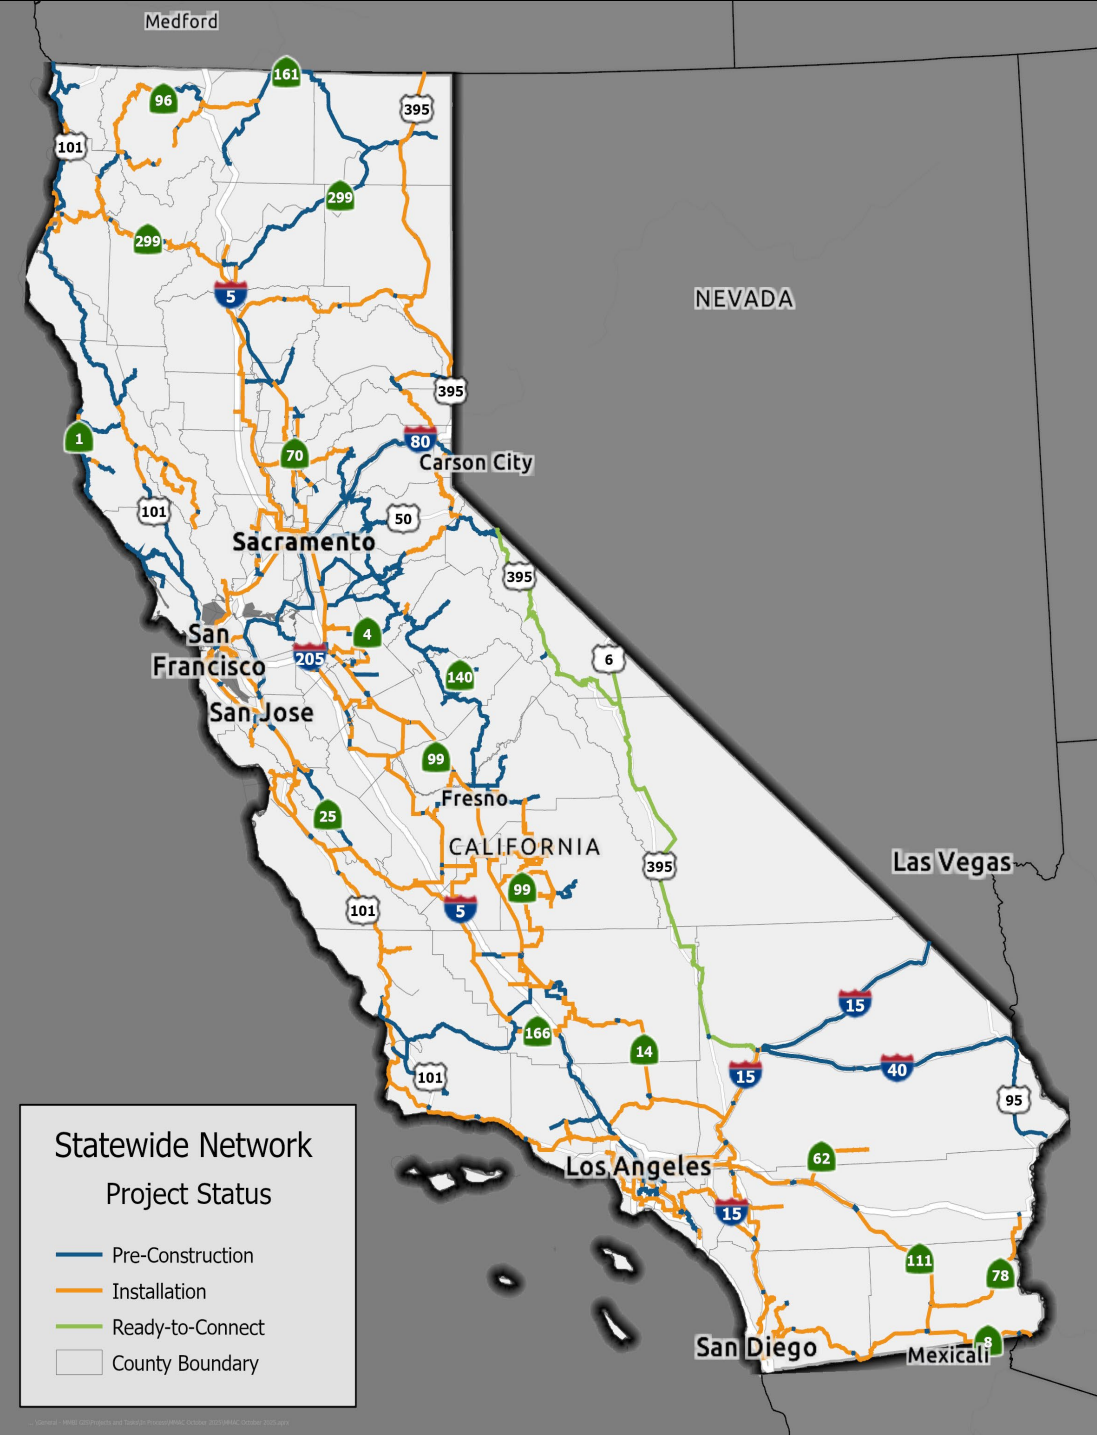 Medford
161
96
395
101
299
299
5
NEVADA
395
1
80
70
Carson City
101
50
Sacramento
395
4
San
Francisco
205
6
140
San Jose
99
Fresno
25
CALIFORNIA
Las Vegas
395
99
101
5
15
166
14
15
40
101
95
Statewide Network
Project Status
Pre-Construction
Installation
Ready-to-Connect
County Boundary
Los Angeles
62
15
111
78
San Diego
Mexicali
8